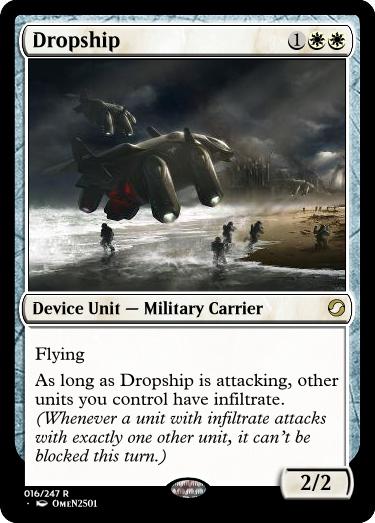 Dropship 1
Device Unit — Military Carrier
Flying
As long as Dropship is attacking, other
units you control have infiltrate.
(Whenever a unit with infiltrate attacks
with exactly one other unit, it can't be
blocked this turn.)
2/2
016/247 R
· OmeN2501